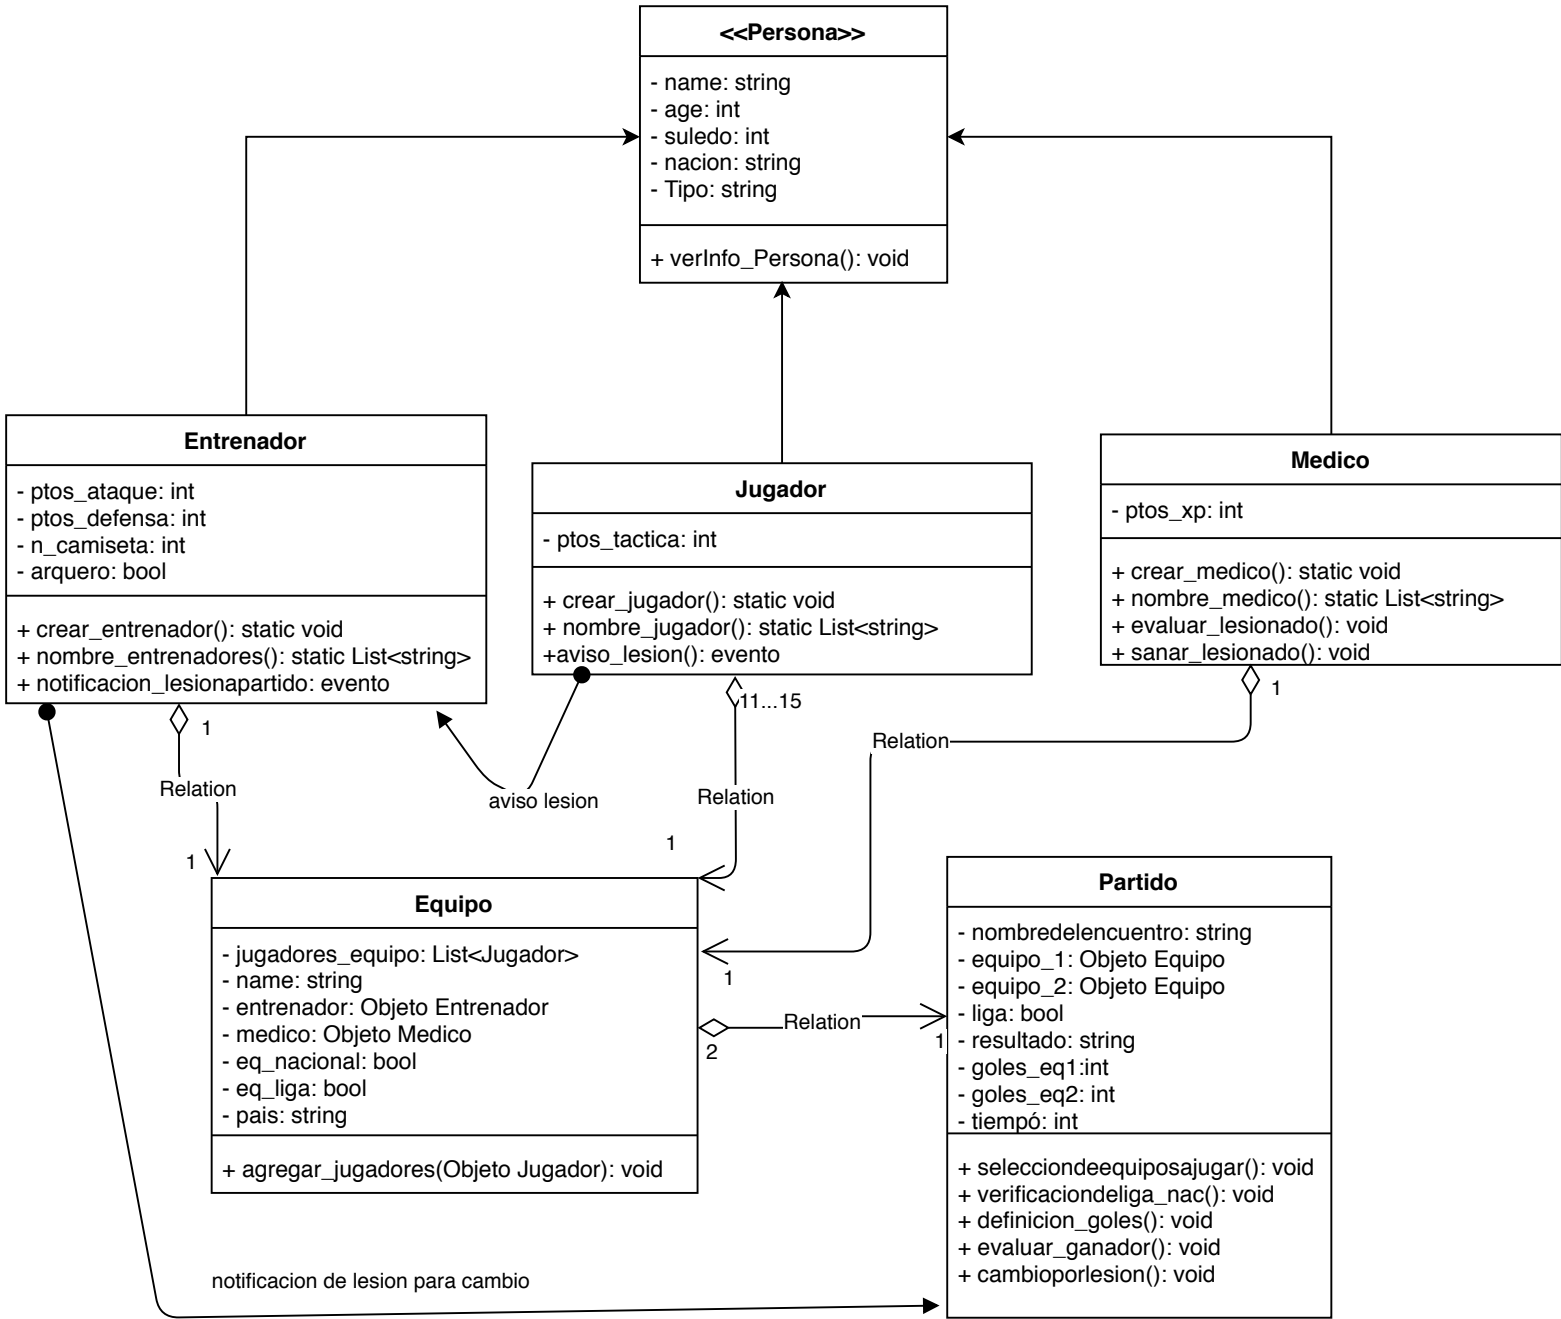 <<Persona>>
- name: string
- age: int
- suledo: int
- nacion: string
- Tipo: string
+ verInfo_Persona(): void
Entrenador
- ptos_ataque: int
- ptos_defensa: int
- n_camiseta: int
- arquero: bool
+ crear_entrenador(): static void
+ nombre_entrenadores(): static List<string>
+ notificacion_lesionapartido: evento
Jugador
- ptos_tactica: int
+ crear_jugador(): static void
+ nombre_jugador(): static List<string>
+aviso_lesion(): evento
Medico
- ptos_xp: int
+ crear_medico(): static void
+ nombre_medico(): static List<string>
+ evaluar_lesionado(): void
+ sanar_lesionado(): void
1
Relation
1
aviso lesion
11...15
Relation
1
1
Relation
1
Equipo
- jugadores_equipo: List<Jugador>
- name: string
- entrenador: Objeto Entrenador
- medico: Objeto Medico
- eq_nacional: bool
- eq_liga: bool
- pais: string
+ agregar_jugadores(Objeto Jugador): void
2
Relation
1
Partido
- nombredelencuentro: string
- equipo_1: Objeto Equipo
- equipo_2: Objeto Equipo
- liga: bool
- resultado: string
- goles_eq1:int
- goles_eq2: int
- tiempó: int
+ selecciondeequiposajugar(): void
+ verificaciondeliga_nac(): void
+ definicion_goles(): void
+ evaluar_ganador(): void
+ cambioporlesion(): void
notificacion de lesion para cambio